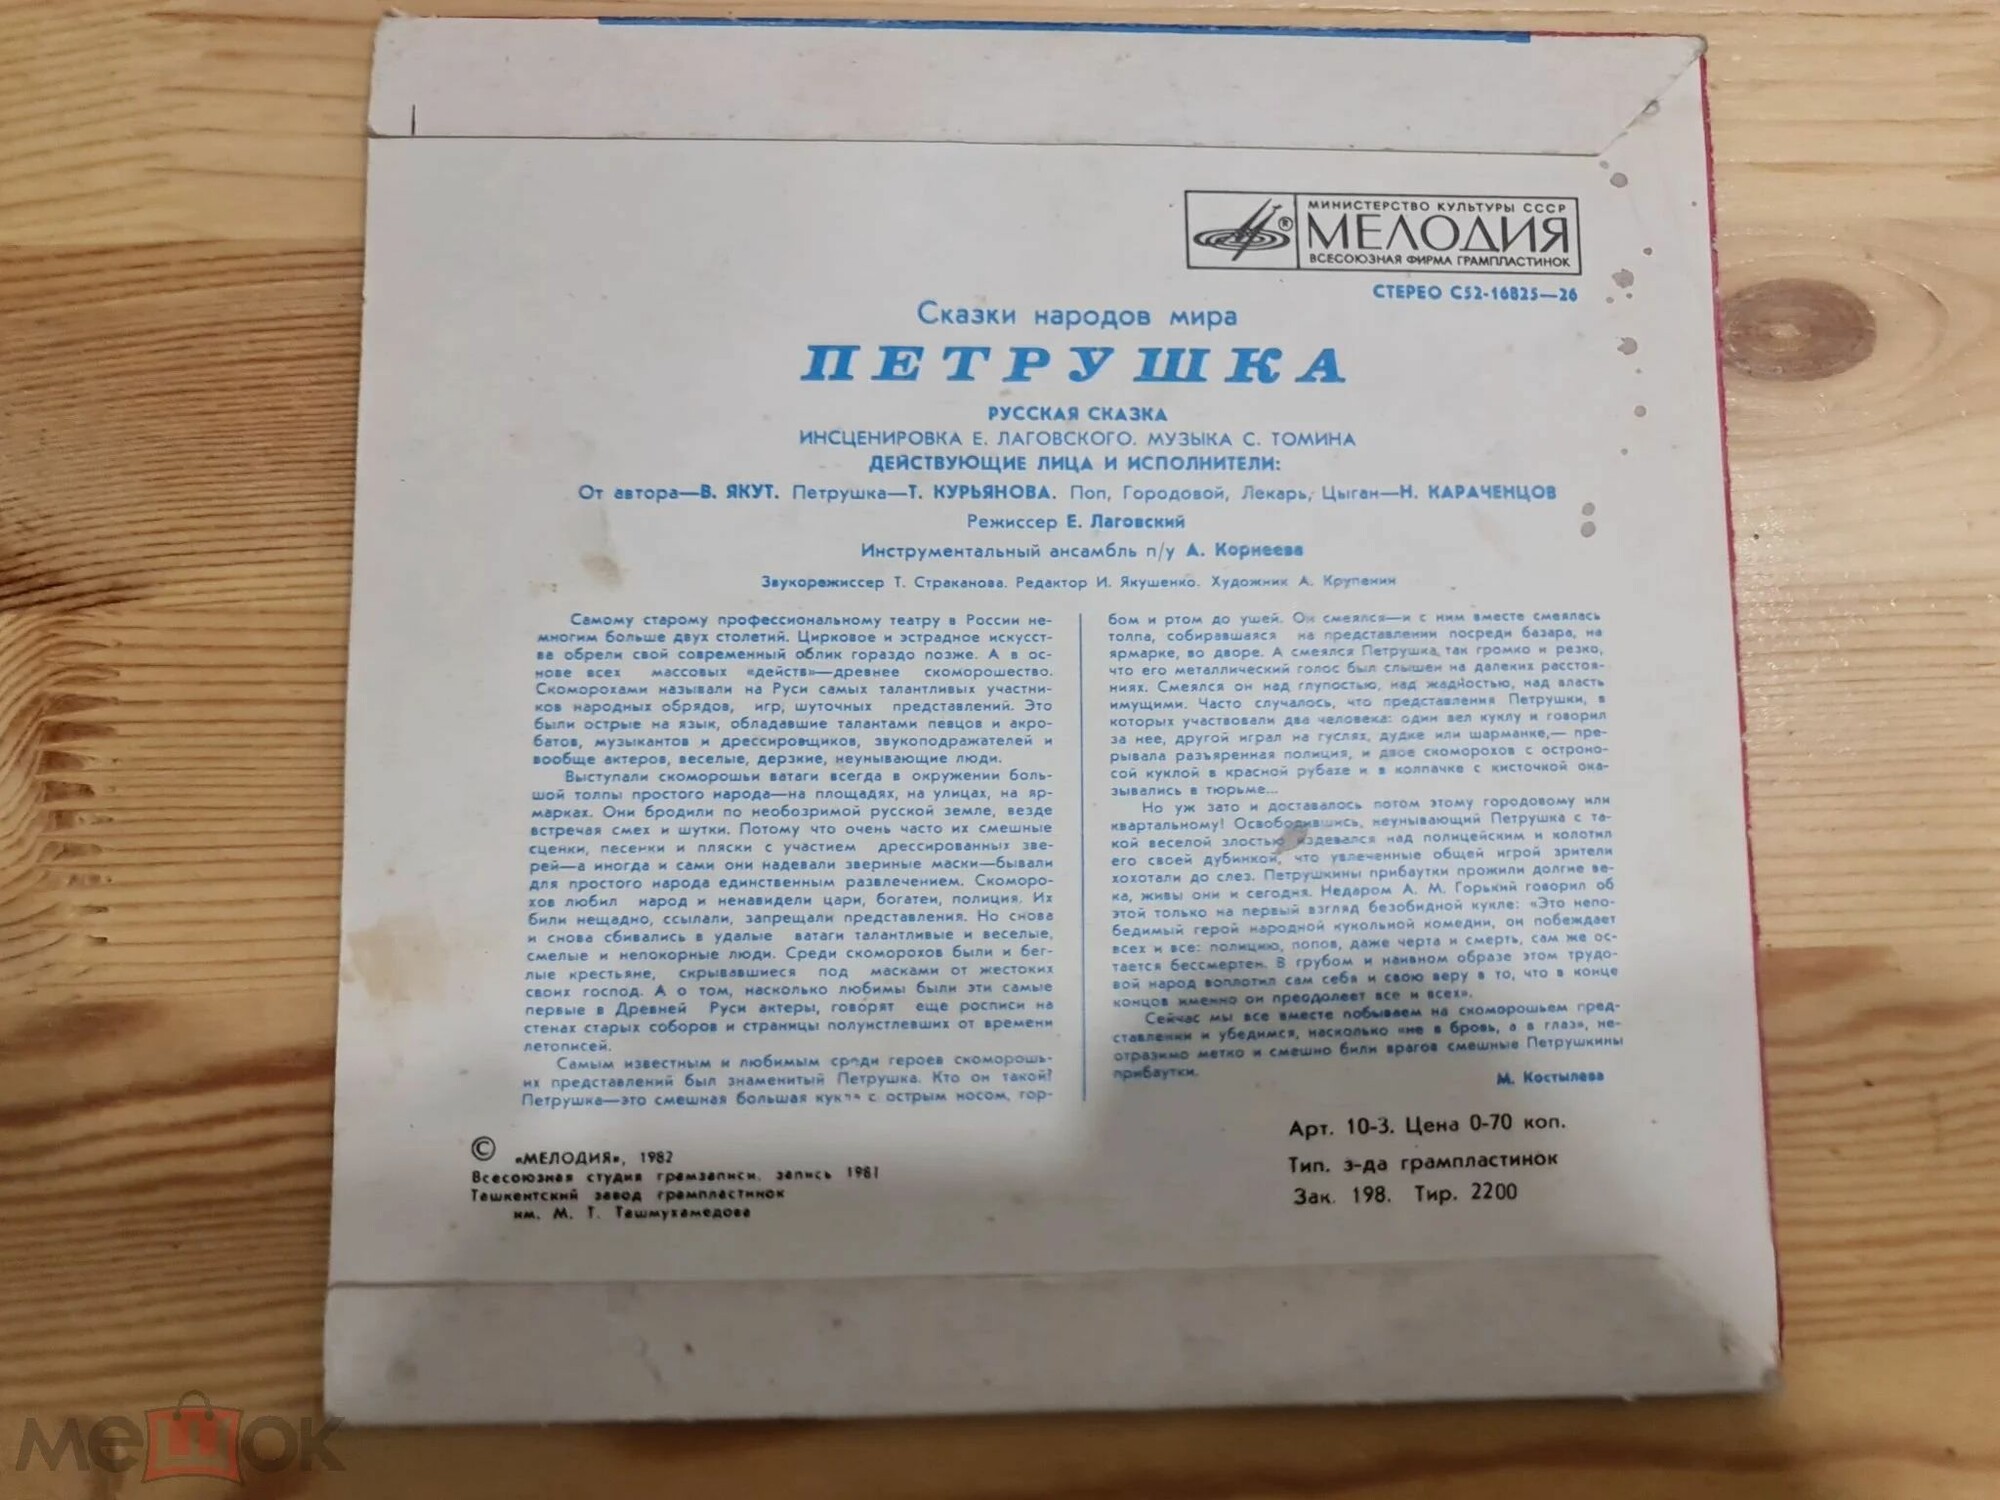 МИНИСТЕРСТВО КУЛЬТУРЫ СССР
МЕЛОДИЯ
ВСЕСОЮЗНАЯ ФИРМА ГРАМПЛАСТИНОК
СТЕРЕО С52-16825—26
Сказки народов мира
ПЕТРУШКА
РУССКАЯ СКАЗКА
ИНСЦЕНИРОВКА Е. ЛАГОВСКОГО. МУЗЫКА С. ТОМИНА
ДЕЙСТВУЮЩИЕ ЛИЦА И ИСПОЛНИТЕЛИ:
От автора—В. ЯКУТ. Петрушка—Т. КУРЬЯНОВА. Поп, Городовой, Лекарь, Цыган—Н. КАРАЧЕНЦОВ
Режиссер Е. Лаговский
Инструментальный ансамбль п/у А. Корнеева
Звукорежиссер Т. Страканова. Редактор И. Якушенко. Художник А. Крупенин
Самому старому профессиональному театру в России не-
многим больше двух столетий. Цирковое и эстрадное искусст-
ва обрели свой современный облик гораздо позже. А в ос-
нове всех массовых «действ»—древнее скоморошество.
Скоморохами называли на Руси самых талантливых участни-
ков народных обрядов, игр, шуточных представлений. Это
были острые на язык, обладавшие талантами певцов и акро-
батов, музыкантов и дрессировщиков, звукоподражателей и
вообще актеров, веселые, дерзкие, неунывающие люди.
Выступали скоморошьи ватаги всегда в окружении боль-
шой толпы простого народа—на площадях, на улицах, на яр-
марках. Они бродили по необозримой русской земле, везде
встречая смех и шутки. Потому что очень часто их смешные
сценки, песенки и пляски с участием дрессированных зве-
рей—а иногда и сами они надевали звериные маски—бывали
для простого народа единственным развлечением. Скоморо-
хов любил народ и ненавидели цари, богатеи, полиция. Их
били нещадно, ссылали, запрещали представления. Но снова
и снова сбивались в удалые ватаги талантливые и веселые,
смелые и непокорные люди. Среди скоморохов были и бег-
лые крестьяне, скрывавшиеся под масками от жестоких
своих господ. А о том, насколько любимы были эти самые
первые в Древней Руси актеры, говорят еще росписи на
стенах старых соборов и страницы полуистлевших от времени
летописей.
Самым известным и любимым среди героев скоморошь-
их представлений был знаменитый Петрушка. Кто он такой?
Петрушка—это смешная большая кукла с острым носом, гор-
бом и ртом до ушей. Он смеялся—и с ним вместе смеялась
толпа, собиравшаяся на представлении посреди базара, на
ярмарке, во дворе. А смеялся Петрушка так громко и резко,
что его металлический голос был слышен на далеких расстоя-
ниях. Смеялся он над глупостью, над жадностью, над власть
имущими. Часто случалось, что представления Петрушки, в
которых участвовали два человека: один вел куклу и говорил
за нее, другой играл на гуслях, дудке или шарманке,— пре-
рывала разъяренная полиция, и двое скоморохов с остроно-
сой куклой в красной рубахе и в колпачке с кисточкой ока-
зывались в тюрьме...
Но уж зато и доставалось потом этому городовому или
квартальному! Освободившись, неунывающий Петрушка с та-
кой веселой злостью издевался над полицейским и колотил
его своей дубинкой, что увлеченные общей игрой зрители
хохотали до слез. Петрушкины прибаутки прожили долгие ве-
ка, живы они и сегодня. Недаром А. М. Горький говорил об
этой только на первый взгляд безобидной кукле: «Это непо-
бедимый герой народной кукольной комедии, он побеждает
всех и все: полицию, попов, даже черта и смерть, сам же ос-
тается бессмертен. В грубом и наивном образе этом трудо-
вой народ воплотил сам себя и свою веру в то, что в конце
концов именно он преодолеет все и всех».
Сейчас мы все вместе побываем на скоморошьем пред-
ставлении и убедимся, насколько «не в бровь, а в глаз», не-
отразимо метко и смешно били врагов смешные Петрушкины
прибаутки.
М. Костылева
© «МЕЛОДИЯ», 1982
Всесоюзная студия грамзаписи, запись 1981
Ташкентский завод грампластинок
им. М. Т. Ташмухамедова
Арт. 10-3. Цена 0-70 коп.
Тип. з-да грампластинок
Зак. 198. Тир. 2200
мешок